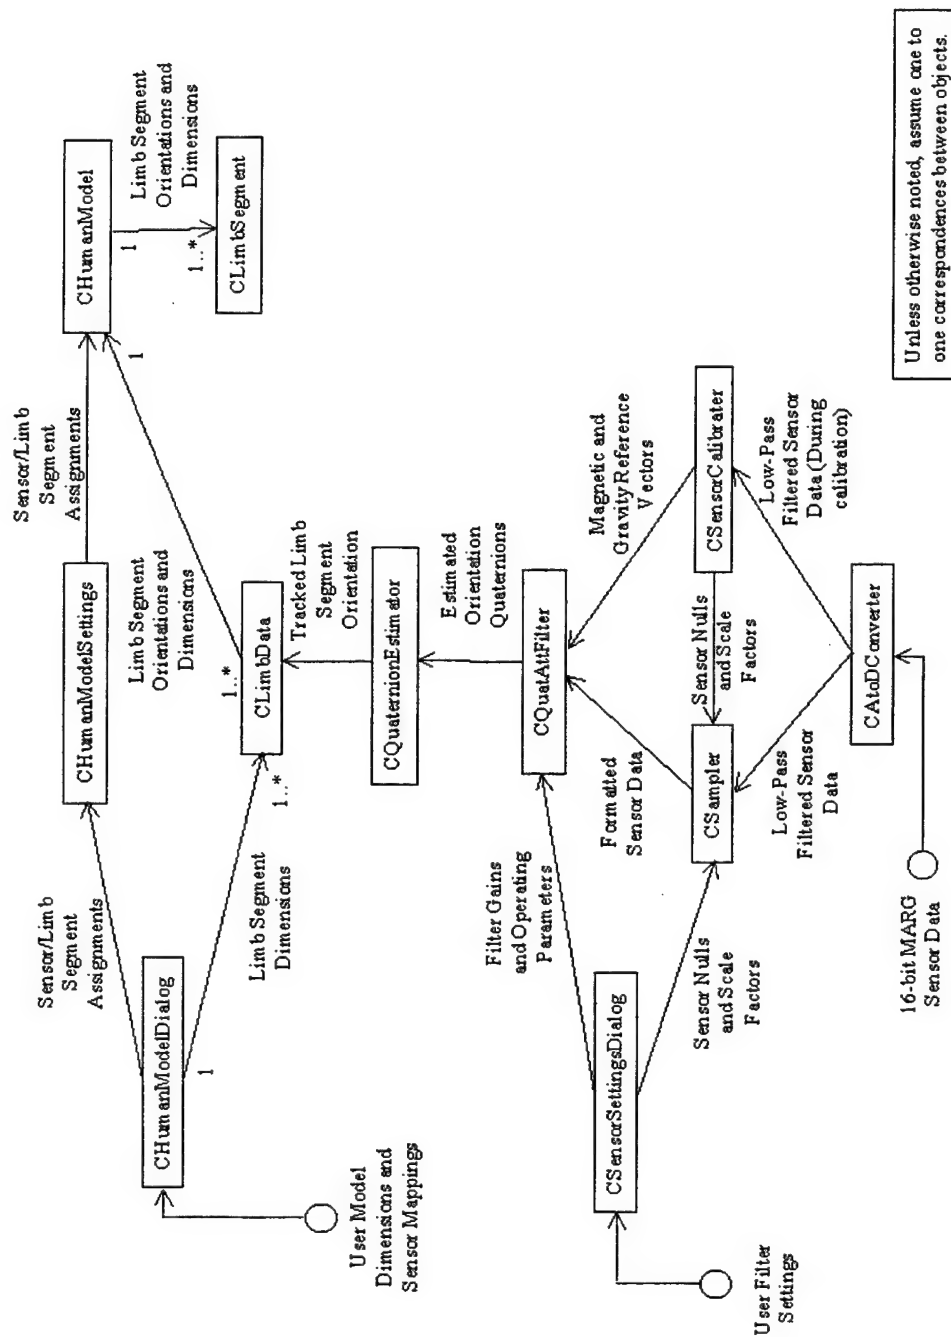 User Model
Dimensions and
Sensor Mappings
CHumanModelDialog
1
Sensor/Limb
Segment
Assignments
Limb Segment
Dimensions
1..*
CHumanModelSettings
Sensor/Limb
Segment
Assignments
CHumanModel
1
Limb Segment
Orientations and
Dimensions
1..*
CLimbSegment
Limb Segment
Orientations and
Dimensions
1
1..*
CLimbData
Tracked Limb
Segment
Orientation
CQuaternionEstimator
Estimated
Orientation
Quaternions
CQuatAttFilter
Filter Gains
and Operating
Parameters
Formatted
Sensor Data
Magnetic and
Gravity Reference
Vectors
User Filter
Settings
CSensorSettingsDialog
Sensor Nulls
and Scale
Factors
CSampler
Sensor Nulls
and Scale
Factors
CSensorCalibrater
Low-Pass
Filtered Sensor
Data
Low-Pass
Filtered Sensor
Data (During
calibration)
CAtoDConverter
16-bit MARG
Sensor Data
Unless otherwise noted, assume one to
one correspondences between objects.